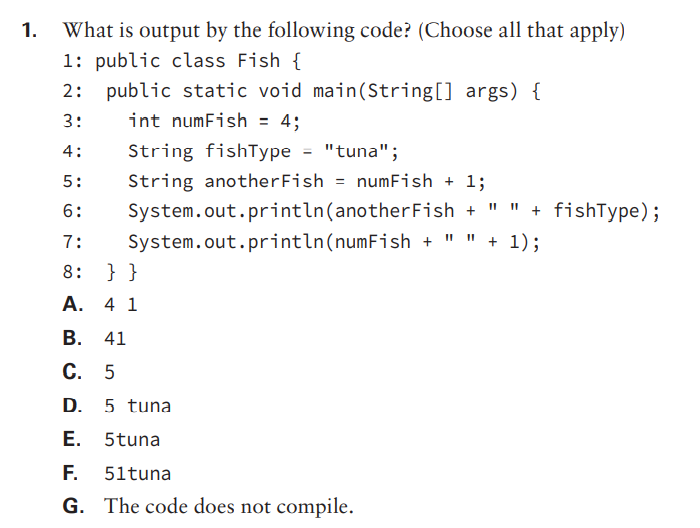 1. What is output by the following code? (Choose all that apply)
1: public class Fish {
2:  public static void main(String[] args) {
3:    int numFish = 4;
4:    String fishType = "tuna";
5:    String anotherFish = numFish + 1;
6:    System.out.println(anotherFish + " " + fishType);
7:    System.out.println(numFish + " " + 1);
8:  } }
A. 4 1
B. 41
C. 5
D. 5 tuna
E. 5tuna
F. 51tuna
G. The code does not compile.